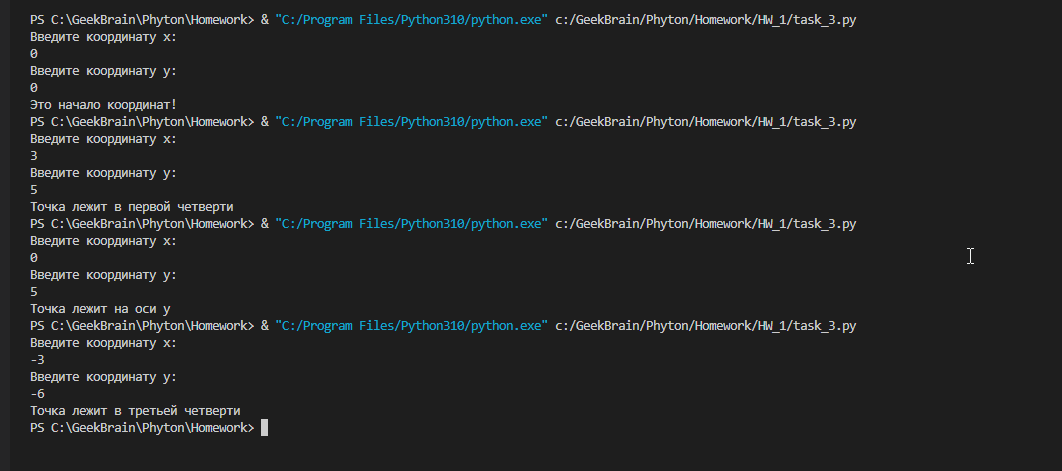 PS C:\GeekBrain\Phyton\Homework> & "C:/Program Files/Python310/python.exe" c:/GeekBrain/Phyton/Homework/HW_1/task_3.py
Введите координату x:
0
Введите координату y:
0
Это начало координат!
PS C:\GeekBrain\Phyton\Homework> & "C:/Program Files/Python310/python.exe" c:/GeekBrain/Phyton/Homework/HW_1/task_3.py
Введите координату x:
3
Введите координату y:
5
Точка лежит в первой четверти
PS C:\GeekBrain\Phyton\Homework> & "C:/Program Files/Python310/python.exe" c:/GeekBrain/Phyton/Homework/HW_1/task_3.py
Введите координату x:
0
Введите координату y:
5
Точка лежит на оси y
PS C:\GeekBrain\Phyton\Homework> & "C:/Program Files/Python310/python.exe" c:/GeekBrain/Phyton/Homework/HW_1/task_3.py
Введите координату x:
-3
Введите координату y:
-6
Точка лежит в третьей четверти
PS C:\GeekBrain\Phyton\Homework>